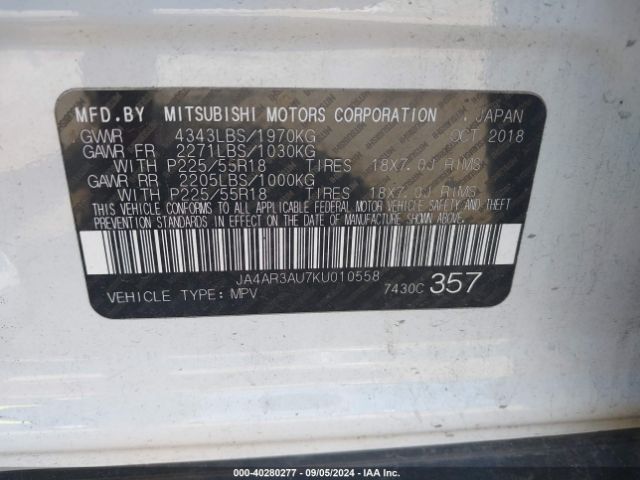 MFD.BY MITSUBISHI MOTORS CORPORATION . JAPAN
GVWR 4343LBS/1970KG OCT 2018
GAWR FR 2271LBS/1030KG
WITH P225/55R18 TIRES 18X7.0J RIMS
GAWR RR 2205LBS/1000KG
WITH P225/55R18 TIRES 18X7.0J RIMS
THIS VEHICLE CONFORMS TO ALL APPLICABLE FEDERAL MOTOR VEHICLE SAFETY AND THEFT
PREVENTION STANDARDS IN EFFECT ON THE DATE OF MANUFACTURE SHOWN ABOVE.
JA4AR3AU7KU010558
VEHICLE TYPE: MPV 7430C 357
WWW.IAAI.COM - 40280277 - 09/05/2024 - IAA Inc.